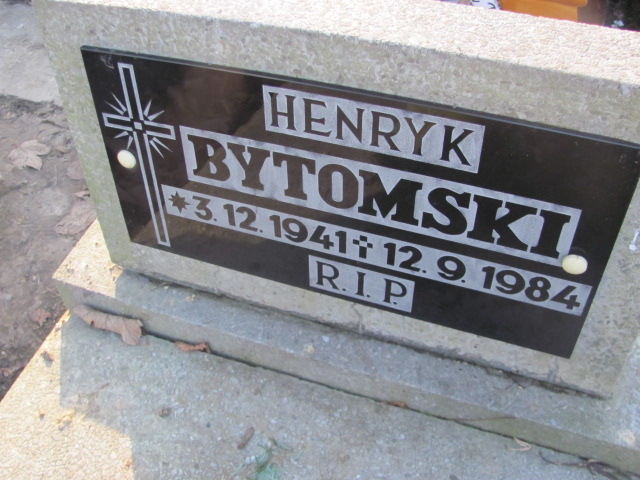 HENRYK
BYTOMSKI
* 3. 12. 1941 † 12. 9. 1984
R.I.P.